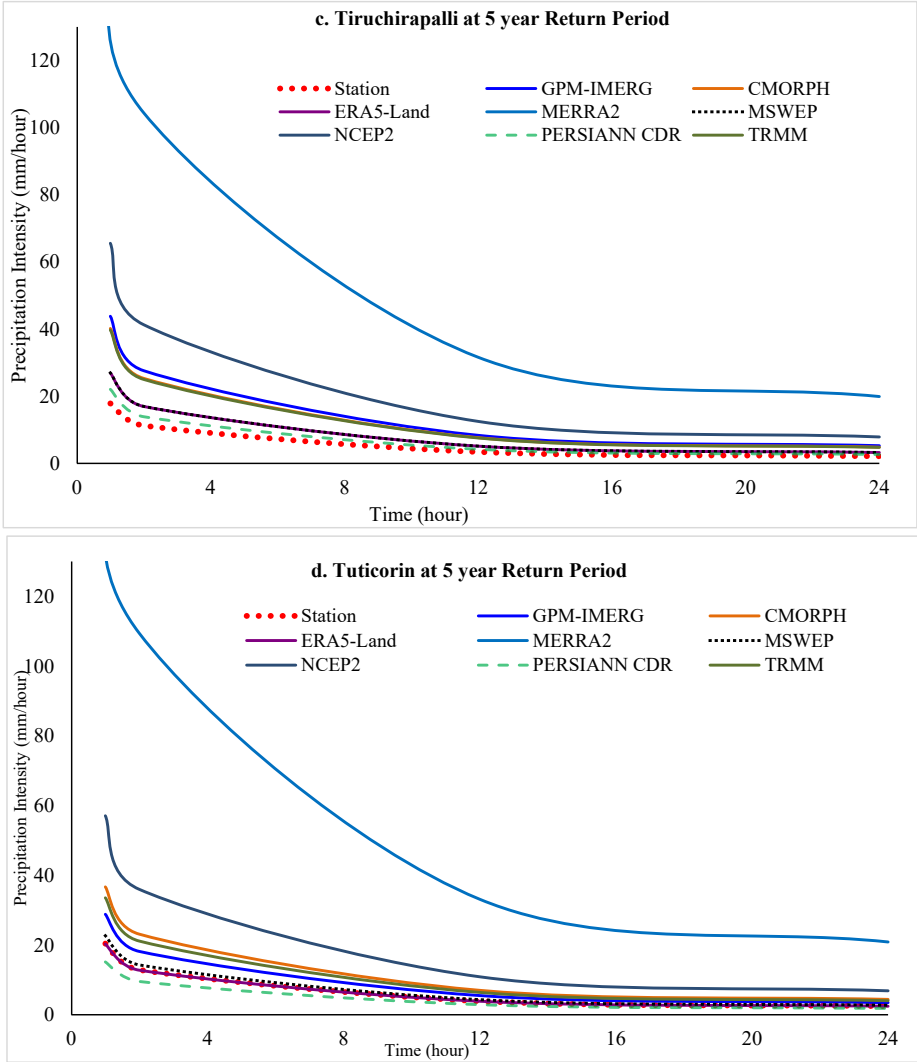 c. Tiruchirapalli at 5 year Return Period
120
100
80
60
40
20
0
Precipitation Intensity (mm/hour)
Station
GPM-IMERG
CMORPH
ERA5-Land
MERRA2
MSWEP
NCEP2
PERSIANN CDR
TRMM
0 4 8 12 16 20 24
Time (hour)
d. Tuticorin at 5 year Return Period
120
100
80
60
40
20
0
Precipitation Intensity (mm/hour)
Station
GPM-IMERG
CMORPH
ERA5-Land
MERRA2
MSWEP
NCEP2
PERSIANN CDR
TRMM
0 4 8 12 16 20 24
Time (hour)